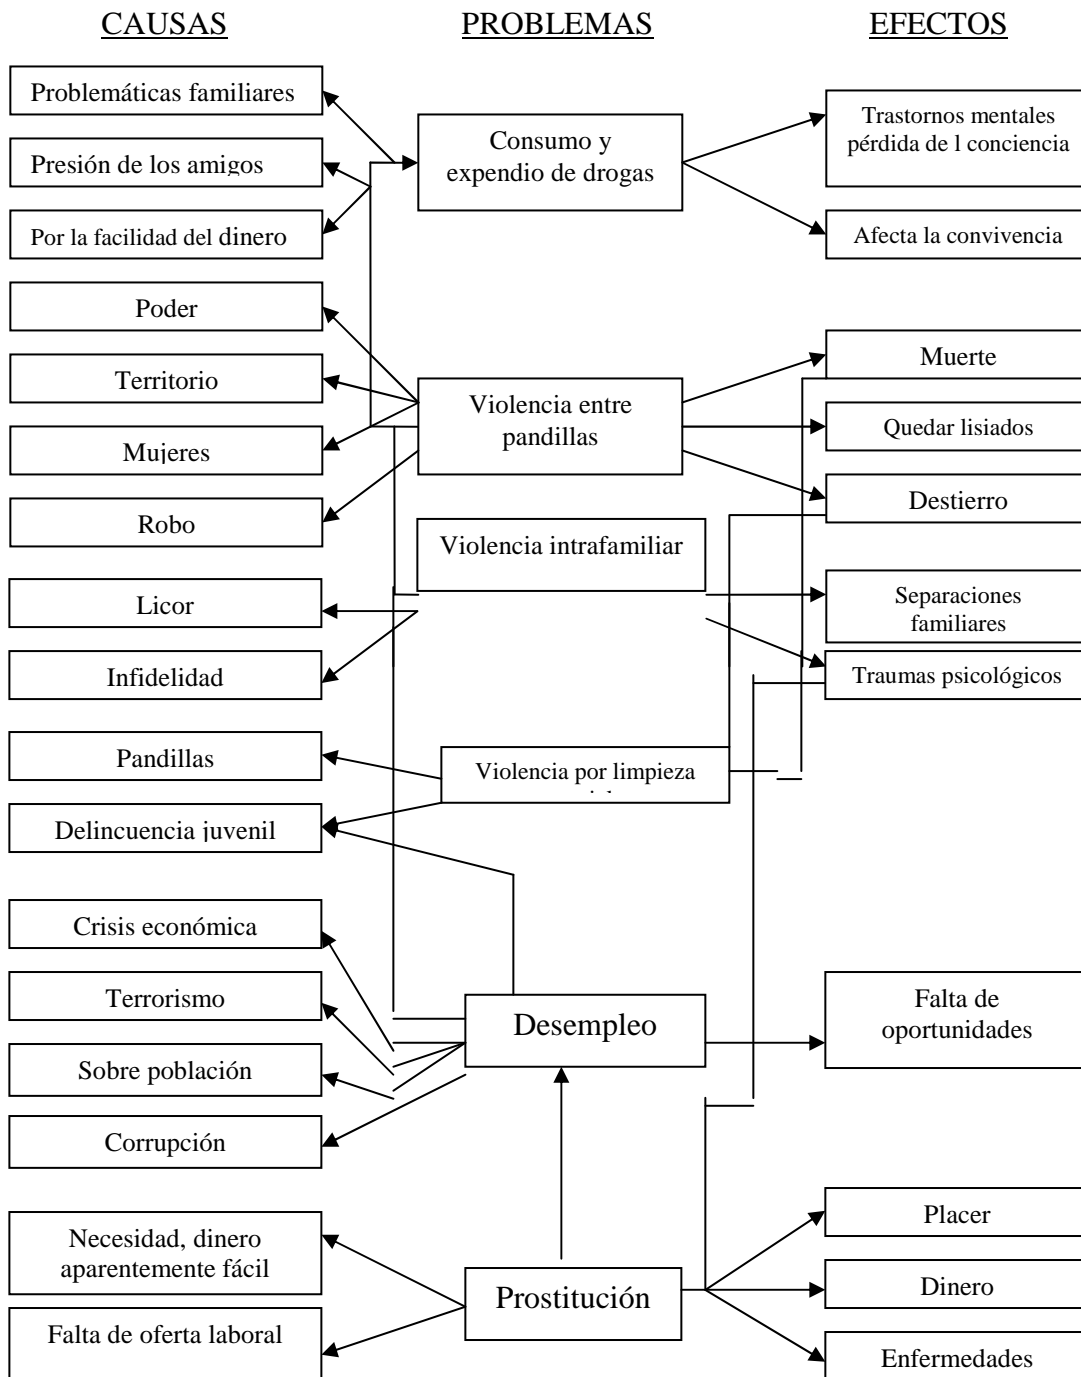 CAUSAS
PROBLEMAS
EFECTOS
Problemáticas familiares
Presión de los amigos
Por la facilidad del dinero
Consumo y
expendio de drogas
Trastornos mentales
pérdida de l conciencia
Afecta la convivencia
Poder
Territorio
Mujeres
Robo
Violencia entre
pandillas
Muerte
Quedar lisiados
Destierro
Licor
Infidelidad
Violencia intrafamiliar
Separaciones
familiares
Traumas psicológicos
Pandillas
Delincuencia juvenil
Violencia por limpieza
Crisis económica
Terrorismo
Sobre población
Corrupción
Desempleo
Falta de
oportunidades
Necesidad, dinero
aparentemente fácil
Falta de oferta laboral
Prostitución
Placer
Dinero
Enfermedades